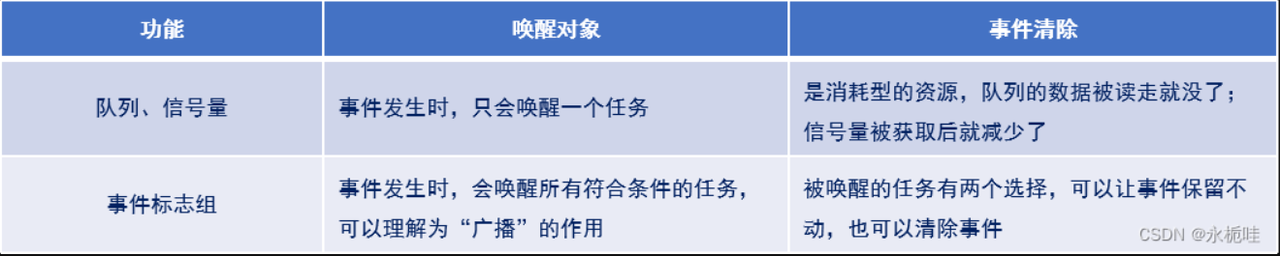 功能 唤醒对象 事件清除
队列、信号量 事件发生时，只会唤醒一个任务 是消耗型的资源，队列的数据被读走就没了；
信号量被获取后就减少了
事件标志组 事件发生时，会唤醒所有符合条件的任务，
可以理解为“广播”的作用
被唤醒的任务有两个选择，可以让事件保留不
动，也可以清除事件
CSDN @永栀哇